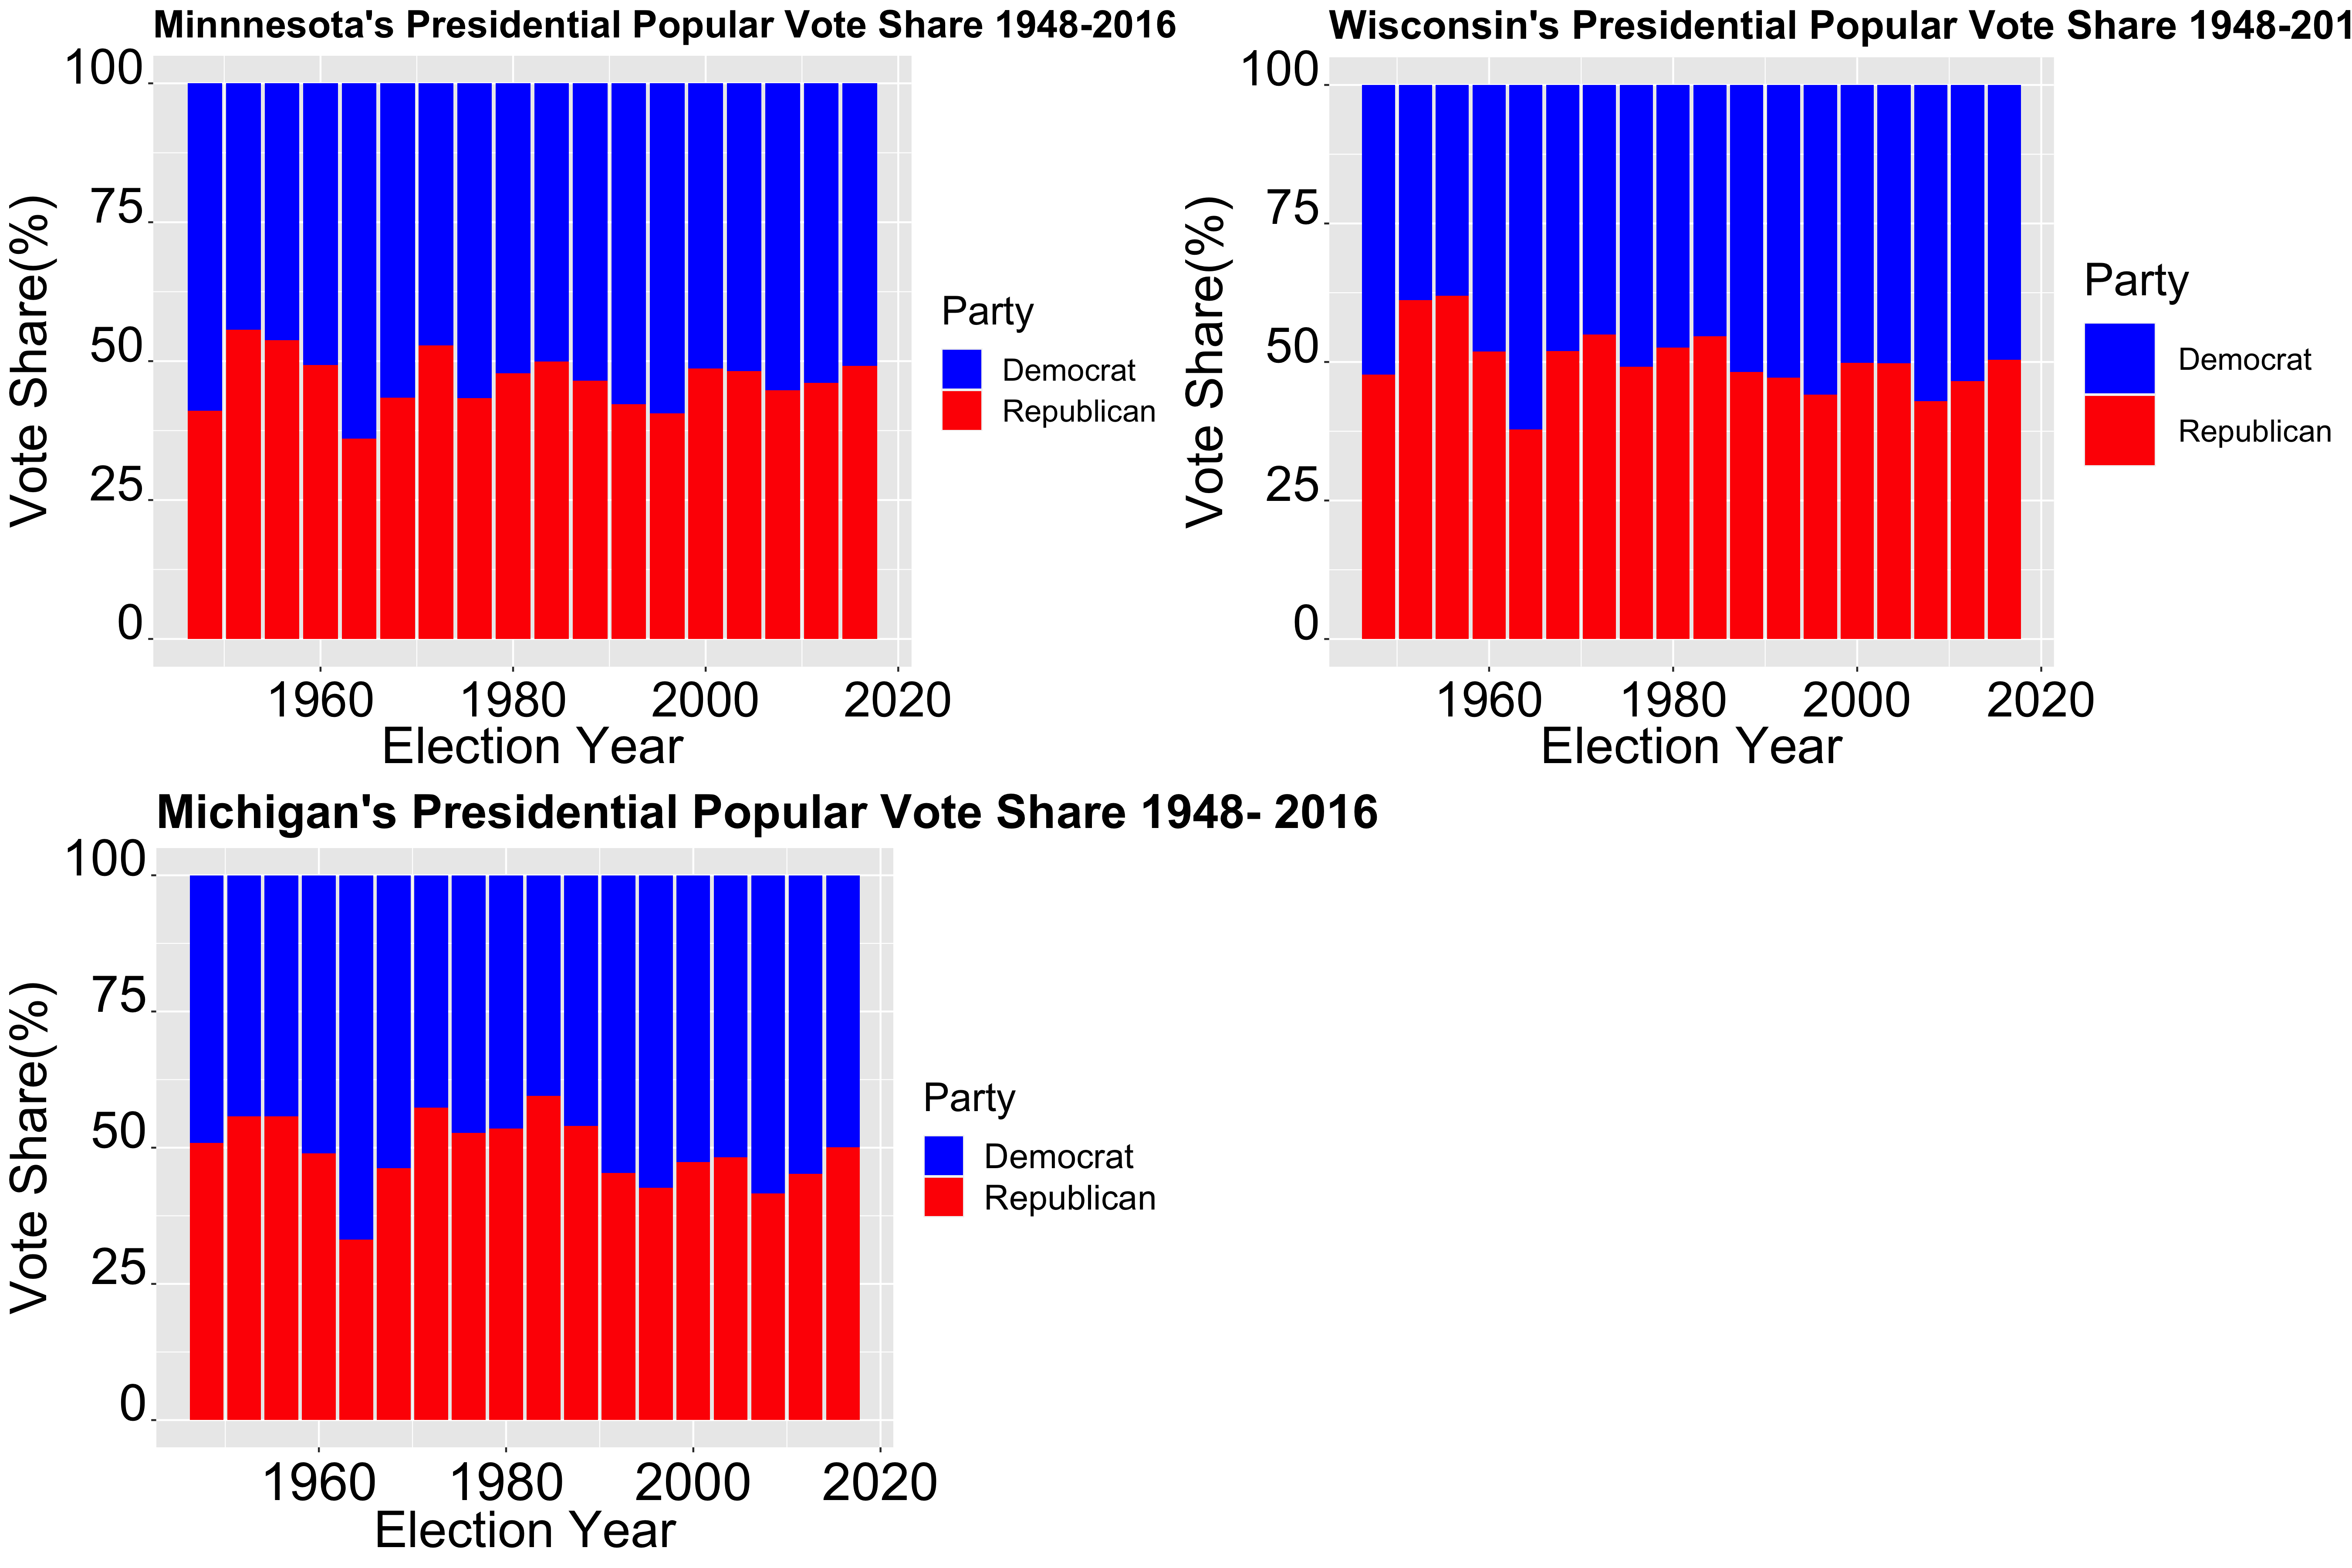 Minnnesota's Presidential Popular Vote Share 1948-2016
100
75
50
25
0
Vote Share(%)
1960 1980 2000 2020
Election Year
Party
Democrat
Republican
Wisconsin's Presidential Popular Vote Share 1948-201
100
75
50
25
0
Vote Share(%)
1960 1980 2000 2020
Election Year
Party
Democrat
Republican
Michigan's Presidential Popular Vote Share 1948- 2016
100
75
50
25
0
Vote Share(%)
1960 1980 2000 2020
Election Year
Party
Democrat
Republican